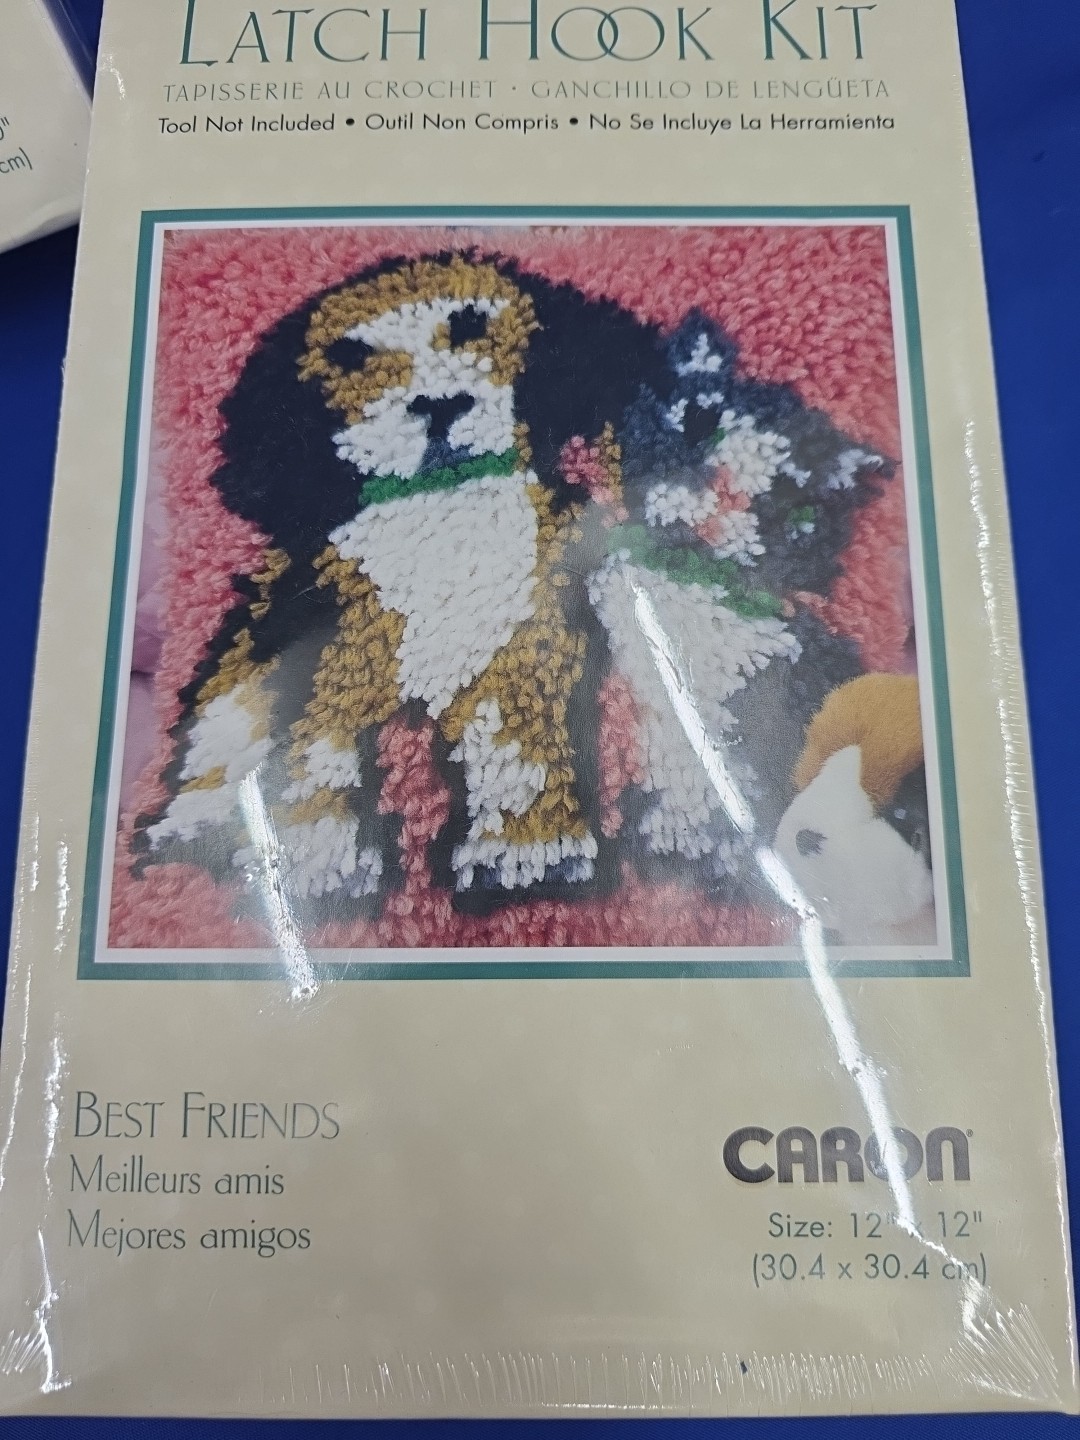 LATCH HOOK KIT
TAPISSERIE AU CROCHET · GANCHILLO DE LENGÜETA
Tool Not Included • Outil Non Compris • No Se Incluye La Herramienta
BEST FRIENDS
Meilleurs amis
Mejores amigos
CARON®
Size: 12" x 12"
(30.4 x 30.4 cm)
cm)